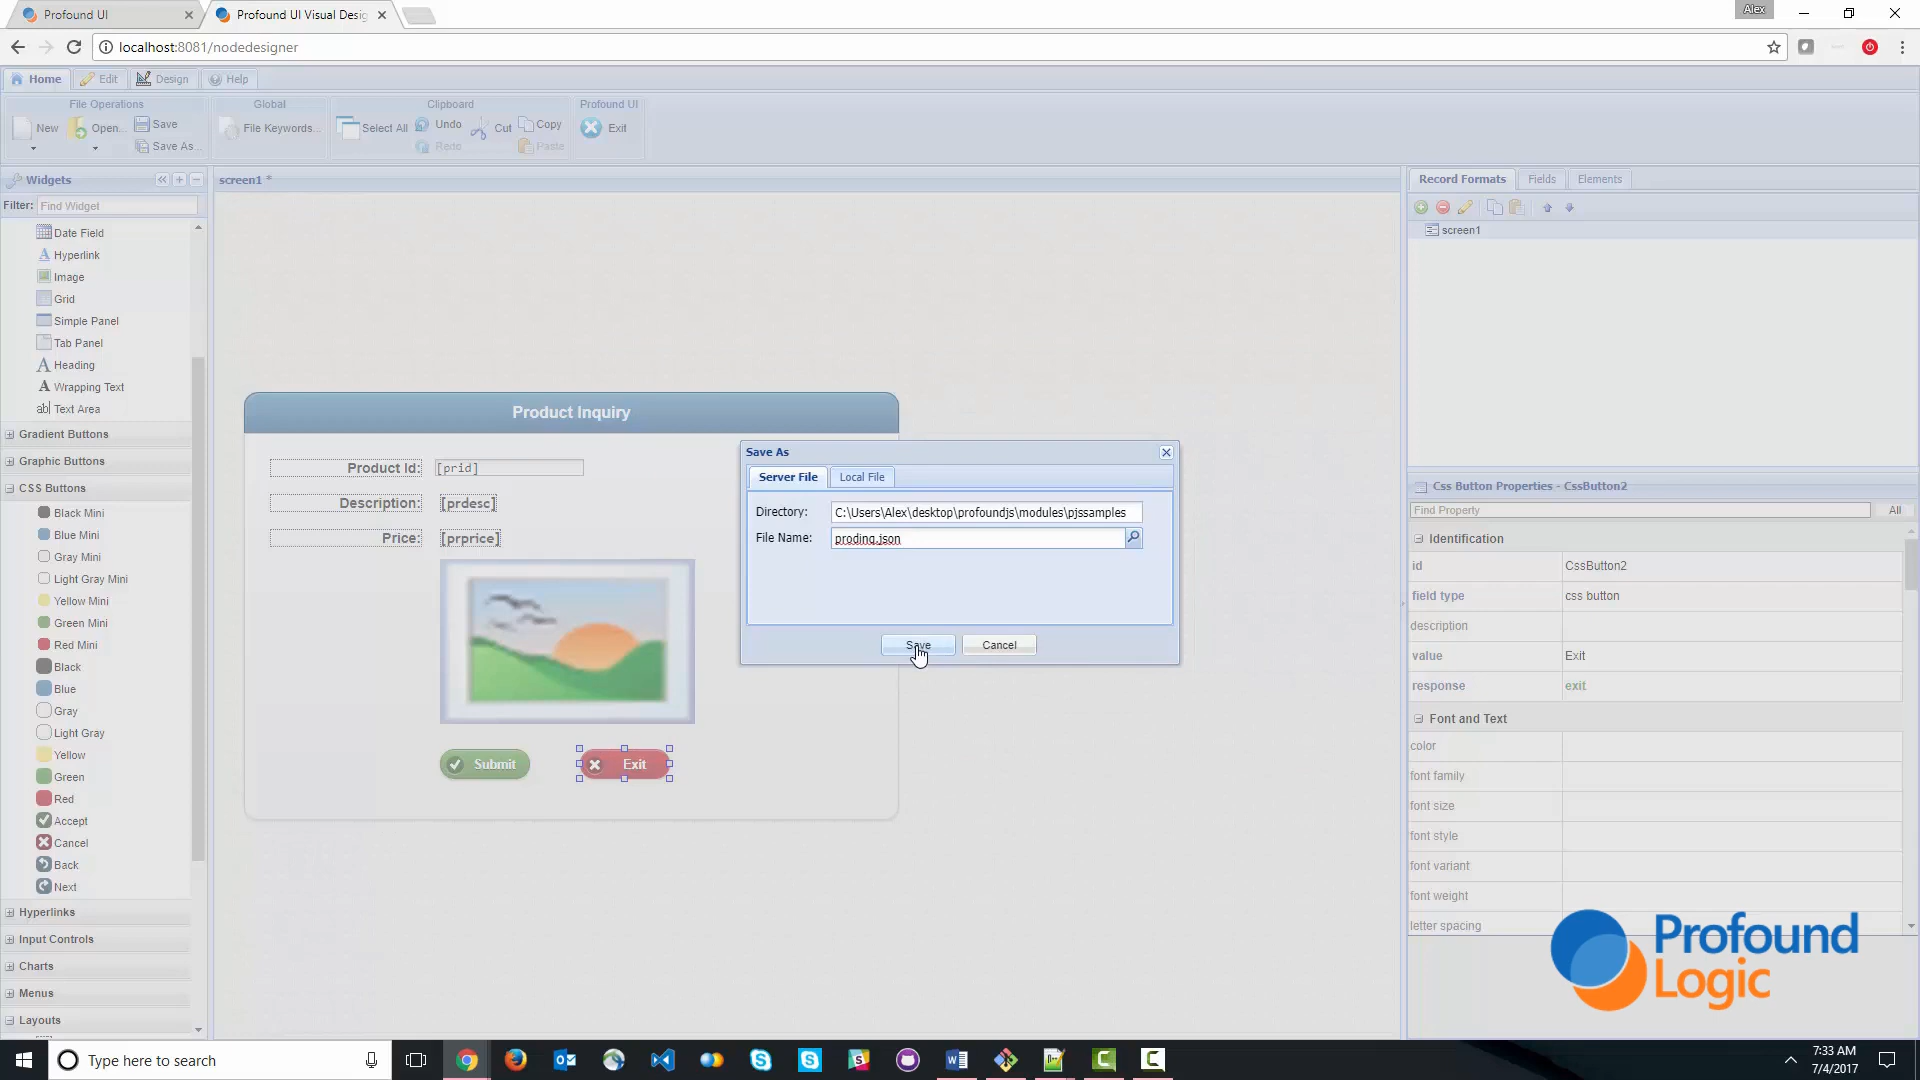 Profound UI
Profound UI Visual Desig
Alex
localhost:8081/nodedesigner
Home
Edit
Design
Help
File Operations
Global
Clipboard
Profound UI
New
Open...
Save
Save As...
File Keywords...
Select All
Undo
Redo
Cut
Copy
Paste
Exit
Widgets
screen1 *
Record Formats
Fields
Elements
Filter:
Find Widget
Date Field
Hyperlink
Image
Grid
Simple Panel
Tab Panel
Heading
Wrapping Text
Text Area
Gradient Buttons
Graphic Buttons
CSS Buttons
Black Mini
Blue Mini
Gray Mini
Light Gray Mini
Yellow Mini
Green Mini
Red Mini
Black
Blue
Gray
Light Gray
Yellow
Green
Red
Accept
Cancel
Back
Next
Hyperlinks
Input Controls
Charts
Menus
Layouts
Product Inquiry
Product Id:
[prid]
Description:
[prdesc]
Price:
[prprice]
Submit
Exit
Save As
Server File
Local File
Directory:
C:\Users\Alex\desktop\profoundjs\modules\pjssamples
File Name:
prodinq.json
Save
Cancel
screen1
Css Button Properties - CssButton2
Find Property
All
Identification
id
CssButton2
field type
css button
description
value
Exit
response
exit
Font and Text
color
font family
font size
font style
font variant
font weight
letter spacing
Profound
Logic
Type here to search
7:33 AM
7/4/2017